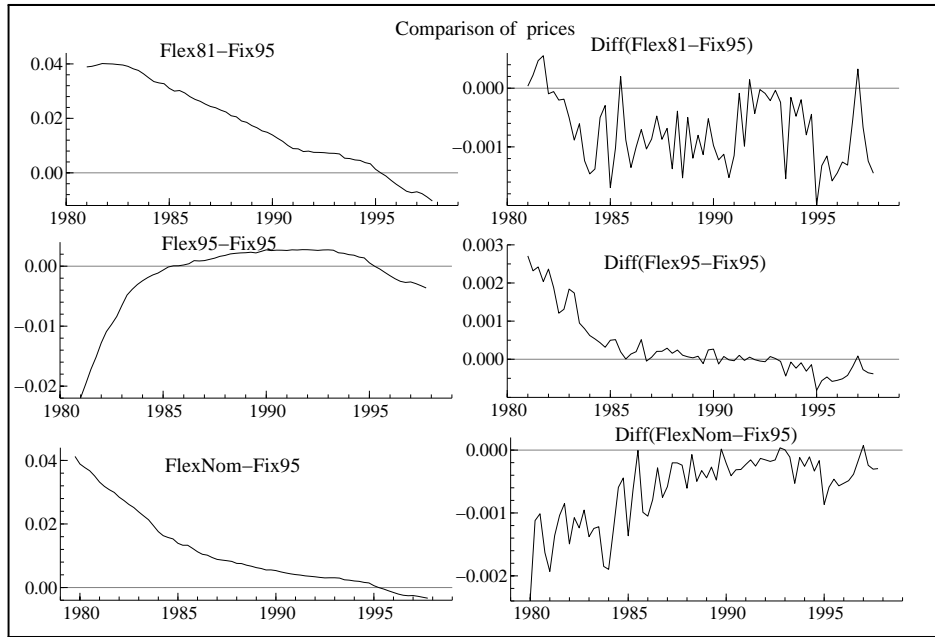 Comparison of prices
Flex81−Fix95
0.04
0.02
0.00
1980 1985 1990 1995
Diff(Flex81−Fix95)
0.000
−0.001
1980 1985 1990 1995
Flex95−Fix95
0.00
−0.01
−0.02
1980 1985 1990 1995
Diff(Flex95−Fix95)
0.003
0.002
0.001
0.000
1980 1985 1990 1995
FlexNom−Fix95
0.04
0.02
0.00
1980 1985 1990 1995
Diff(FlexNom−Fix95)
0.000
−0.001
−0.002
1980 1985 1990 1995